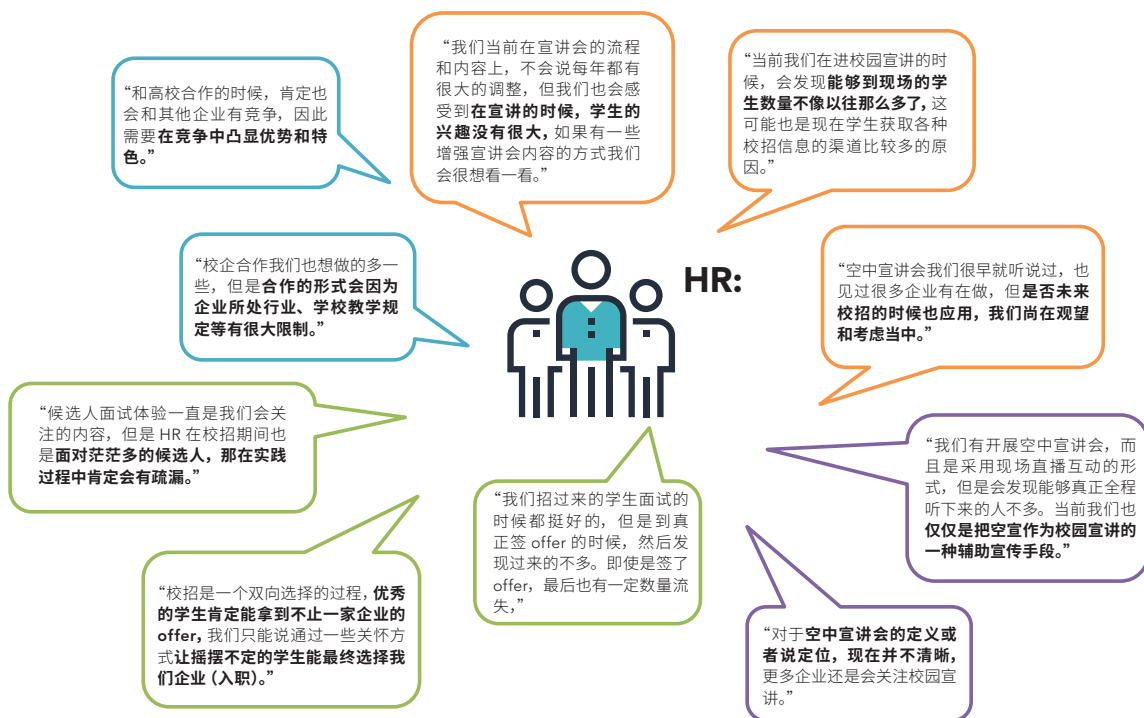 “和高校合作的时候，肯定也
会和其他企业有竞争，因此
需要在竞争中凸显优势和特
色。”
“我们当前在宣讲会的流程
和内容上，不会说每年都有
很大的调整，但我们也会感
受到在宣讲的时候，学生的
兴趣没有很大，如果有一些
增强宣讲会内容的方式我们
会很想看一看。”
“当前我们在进校园宣讲的时
候，会发现能够到现场的学
生数量不像以往那么多了，这
可能也是现在学生获取各种
校招信息的渠道比较多的原
因。”
“校企合作我们也想做的多一
些，但是合作的形式会因为
企业所处行业、学校教学规
定等有很大限制。”
HR:
“空中宣讲会我们很早就听说过，也
见过很多企业有在做，但是否未来
校招的时候也应用，我们尚在观望
和考虑当中。”
“候选人面试体验一直是我们会关
注的内容，但是 HR 在校招期间也
是面对茫茫多的候选人，那在实践
过程中肯定会有疏漏。”
“我们有开展空中宣讲会，而
且是采用现场直播互动的形
式，但是会发现能够真正全程
听下来的人不多。当前我们也
仅仅是把空宣作为校园宣讲的
一种辅助宣传手段。”
“我们招过来的学生面试的
时候都挺好的，但是到真
正签 offer 的时候，然后发
现过来的不多。即使是签了
offer，最后也有一定数量流
失，”
“校招是一个双向选择的过程，优秀
的学生肯定能拿到不止一家企业的
offer，我们只能说通过一些关怀方
式让摇摆不定的学生能最终选择我
们企业（入职）。”
“对于空中宣讲会的定义或
者说定位，现在并不清晰，
更多企业还是会关注校园宣
讲。”